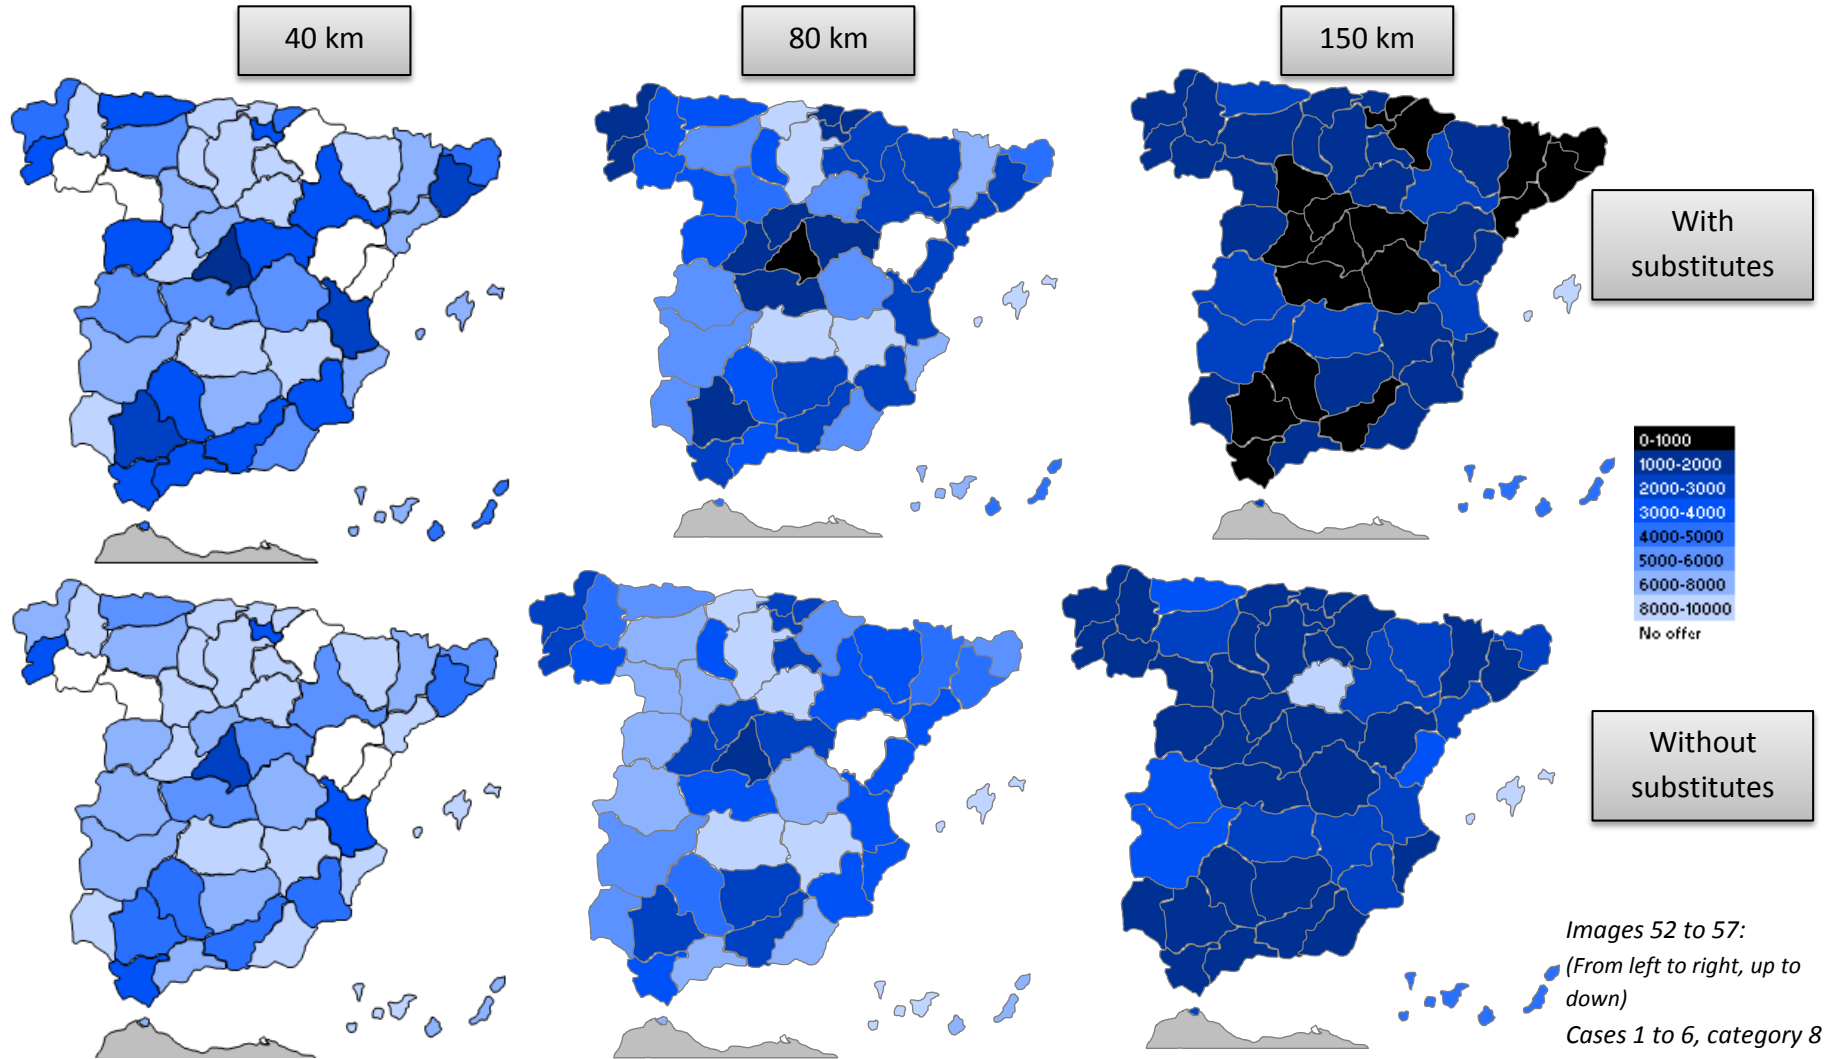 40 km
80 km
150 km
With
substitutes
0-1000
1000-2000
2000-3000
3000-4000
4000-5000
5000-6000
6000-8000
8000-10000
No offer
Without
substitutes
Images 52 to 57:
(From left to right, up to
down)
Cases 1 to 6, category 8